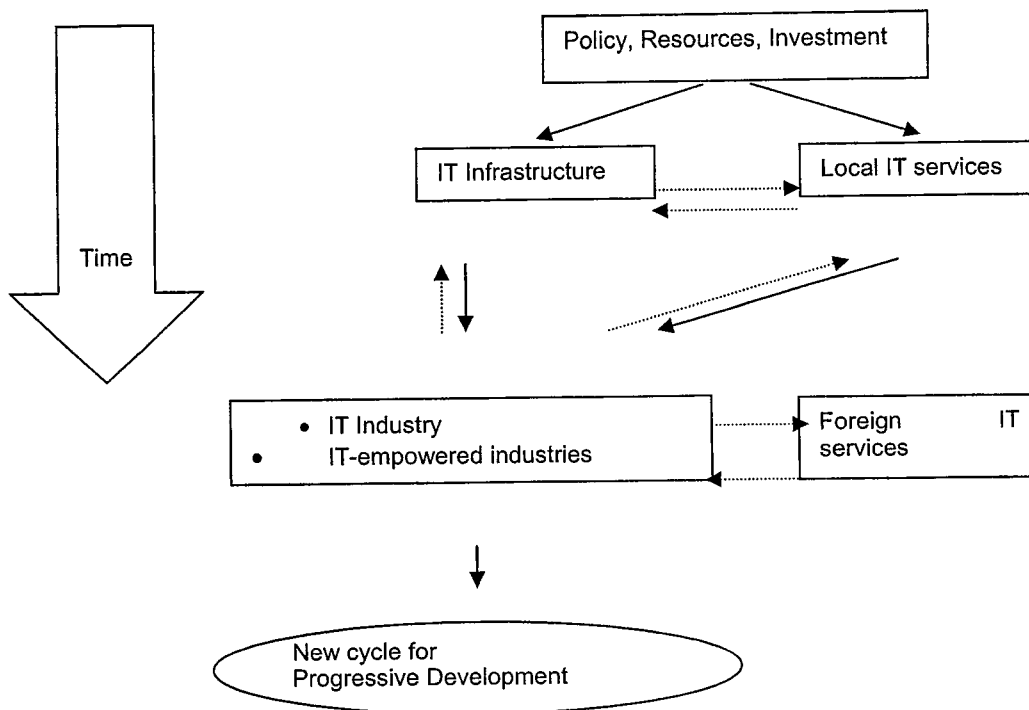 Policy, Resources, Investment
IT Infrastructure
Local IT services
Time
• IT Industry
• IT-empowered industries
Foreign IT
services
New cycle for
Progressive Development